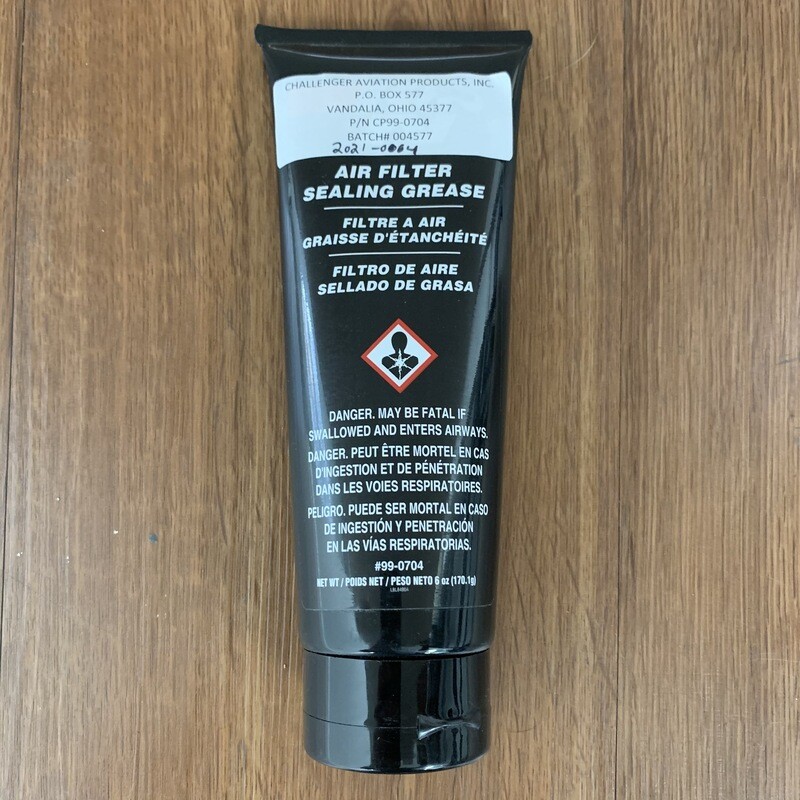 CHALLENGER AVIATION PRODUCTS, INC.
P.O. BOX 577
VANDALIA, OHIO 45377
P/N CP99-0704
BATCH# 004577
2021-0064
AIR FILTER
SEALING GREASE
FILTRE A AIR
GRAISSE D'ÉTANCHÉITÉ
FILTRO DE AIRE
SELLADO DE GRASA
DANGER. MAY BE FATAL IF
SWALLOWED AND ENTERS AIRWAYS.
DANGER. PEUT ÊTRE MORTEL EN CAS
D'INGESTION ET DE PÉNÉTRATION
DANS LES VOIES RESPIRATOIRES.
PELIGRO. PUEDE SER MORTAL EN CASO
DE INGESTIÓN Y PENETRACIÓN
EN LAS VÍAS RESPIRATORIAS.
#99-0704
NET WT / POIDS NET / PESO NETO 6 oz (170.1g)